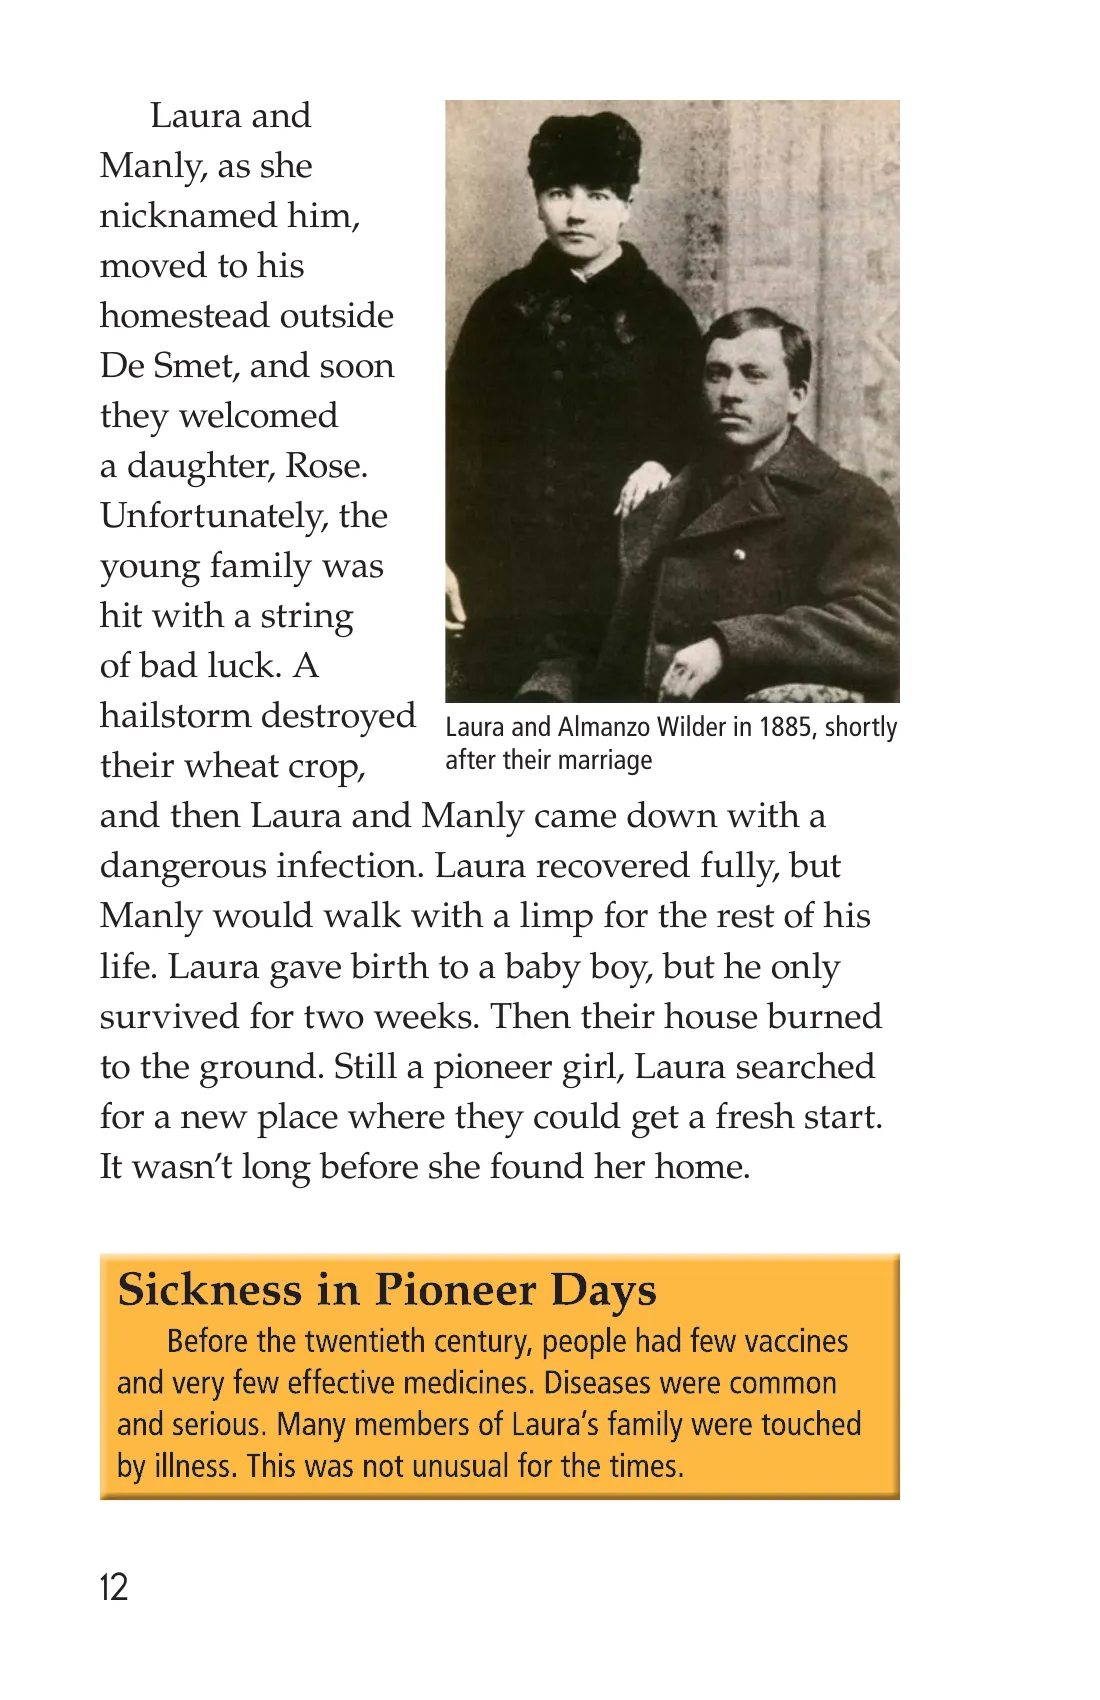 Laura and
Manly, as she
nicknamed him,
moved to his
homestead outside
De Smet, and soon
they welcomed
a daughter, Rose.
Unfortunately, the
young family was
hit with a string
of bad luck. A
hailstorm destroyed
their wheat crop,
and then Laura and Manly came down with a
dangerous infection. Laura recovered fully, but
Manly would walk with a limp for the rest of his
life. Laura gave birth to a baby boy, but he only
survived for two weeks. Then their house burned
to the ground. Still a pioneer girl, Laura searched
for a new place where they could get a fresh start.
It wasn’t long before she found her home.
Laura and Almanzo Wilder in 1885, shortly
after their marriage
Sickness in Pioneer Days
Before the twentieth century, people had few vaccines
and very few effective medicines. Diseases were common
and serious. Many members of Laura’s family were touched
by illness. This was not unusual for the times.
12